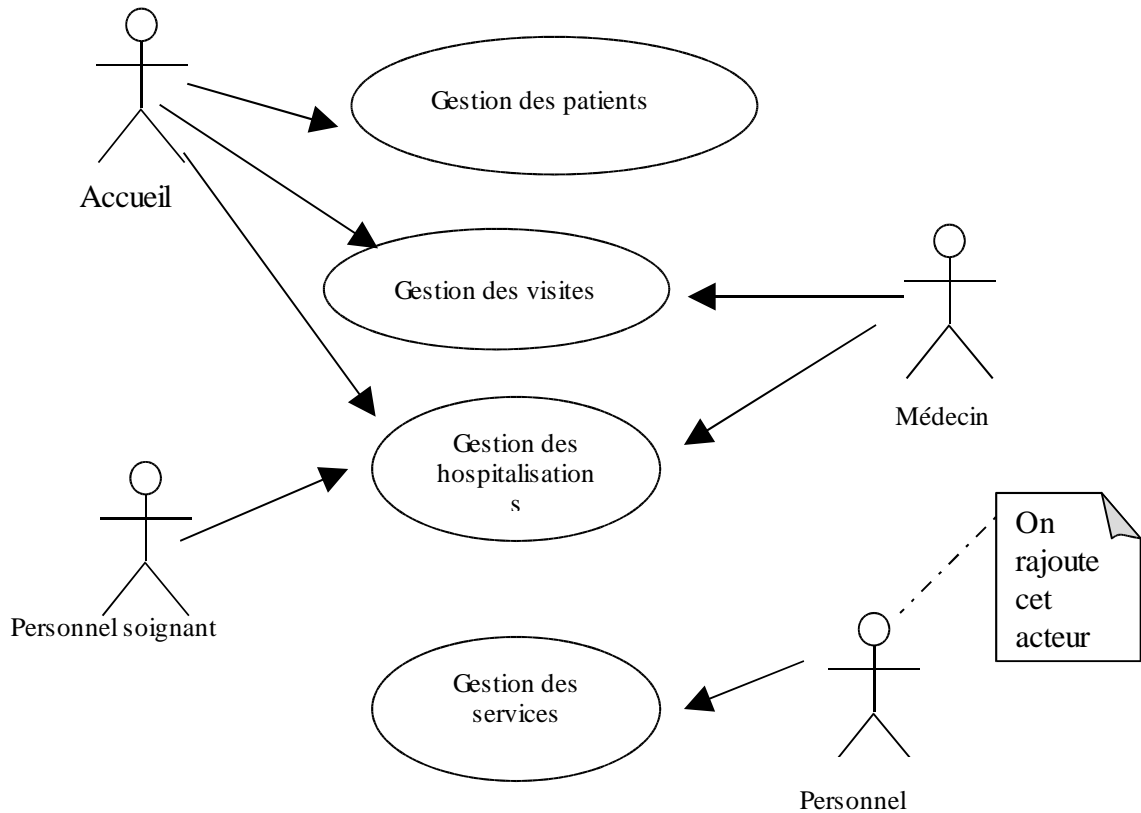 Gestion des patients
Accueil
Gestion des visites
Médecin
Gestion des
hospitalisation
s
On
rajoute
cet
acteur
Personnel soignant
Gestion des
services
Personnel